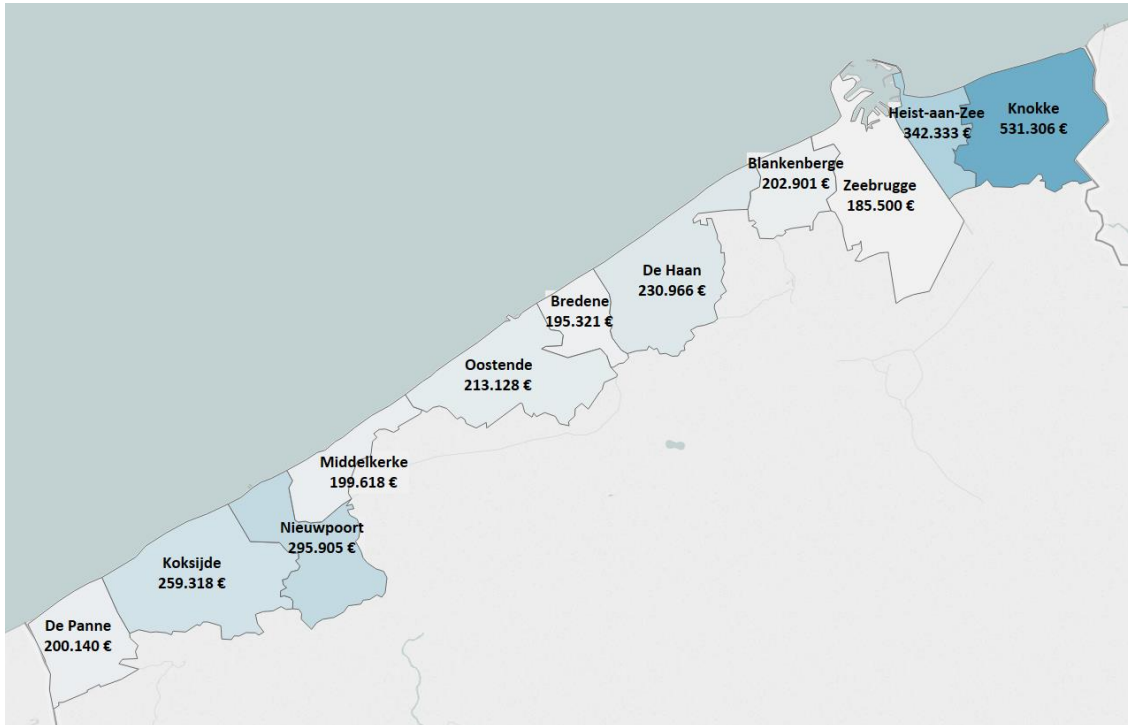 Knokke
531.306 €
Heist-aan-Zee
342.333 €
Blankenberge
202.901 €
Zeebrugge
185.500 €
De Haan
230.966 €
Bredene
195.321 €
Oostende
213.128 €
Middelkerke
199.618 €
Nieuwpoort
295.905 €
Koksijde
259.318 €
De Panne
200.140 €